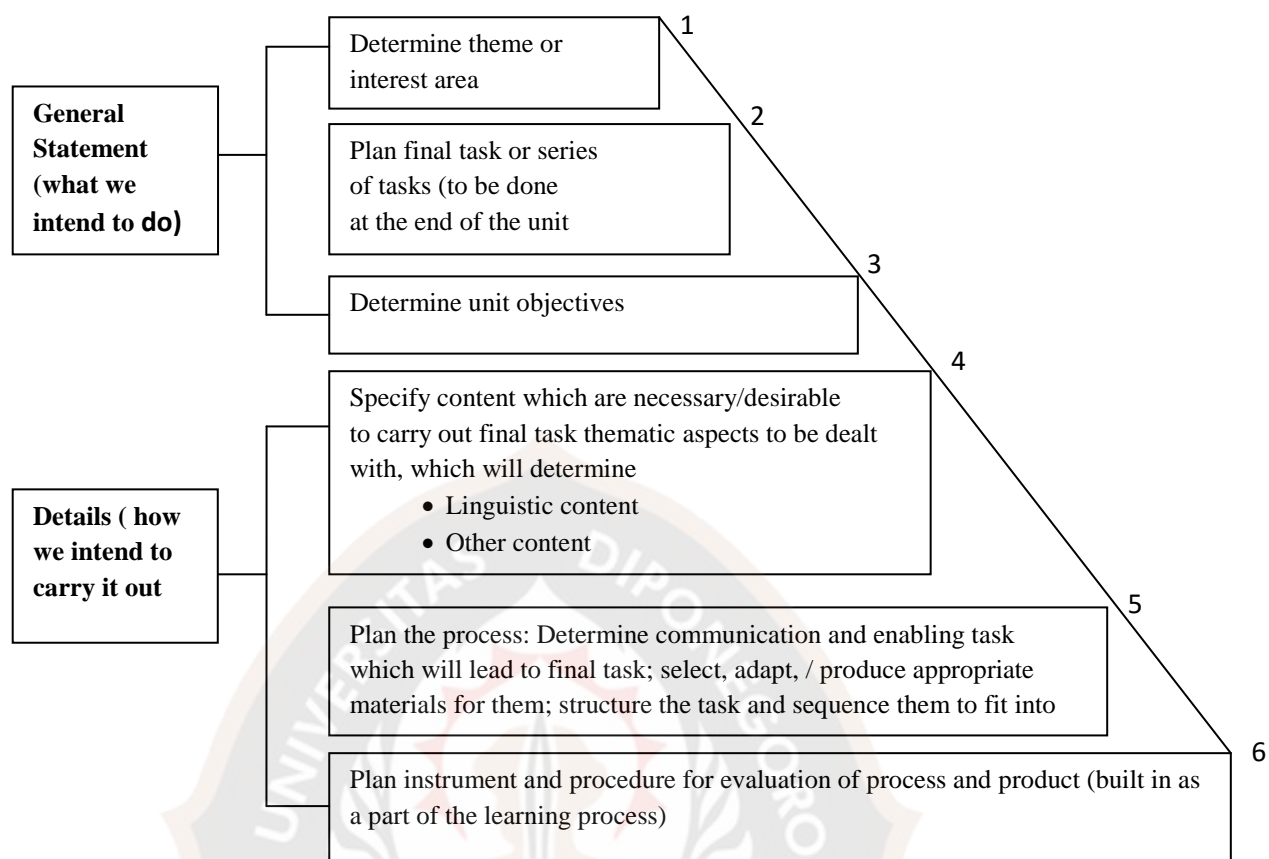 Determine theme or
interest area
1
General
Statement
(what we
intend to do)
2
Plan final task or series
of tasks (to be done
at the end of the unit
3
Determine unit objectives
4
Specify content which are necessary/desirable
to carry out final task thematic aspects to be dealt
with, which will determine
• Linguistic content
• Other content
Details ( how
we intend to
carry it out
5
Plan the process: Determine communication and enabling task
which will lead to final task; select, adapt, / produce appropriate
materials for them; structure the task and sequence them to fit into
6
Plan instrument and procedure for evaluation of process and product (built in as
a part of the learning process)
UNIVERSITAS DIPONEGORO